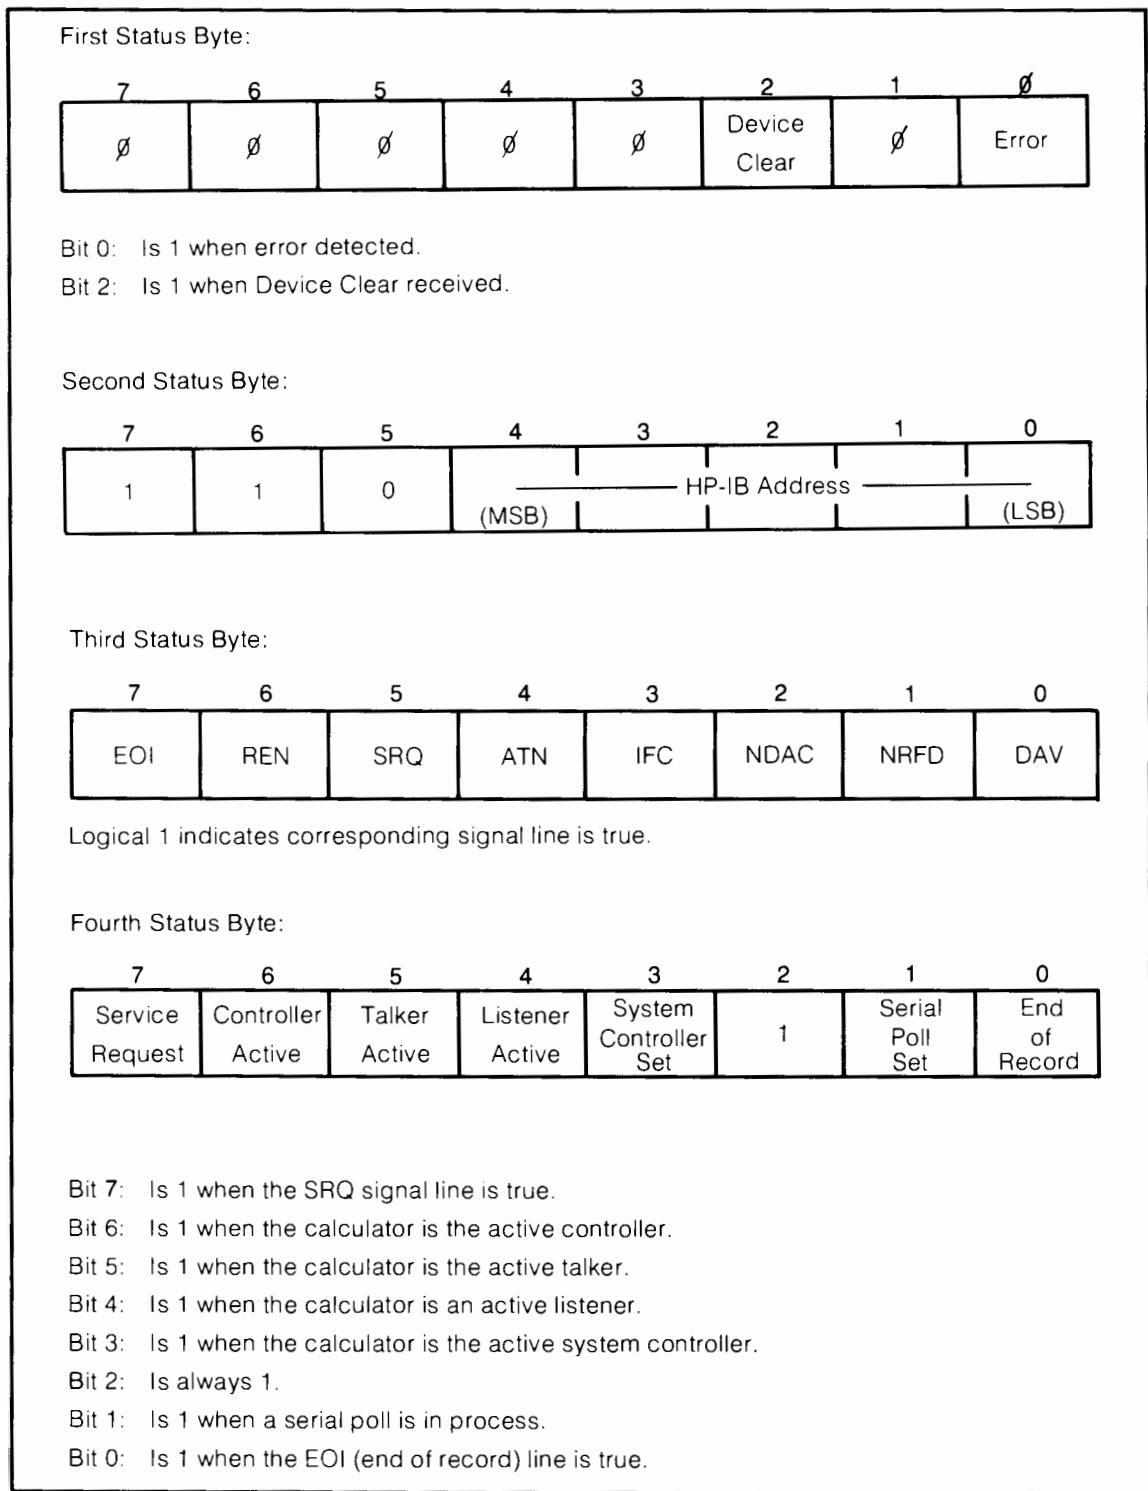 First Status Byte:
7 6 5 4 3 2 1 Ø
Ø Ø Ø Ø Ø Device Clear Ø Error
Bit 0: Is 1 when error detected.
Bit 2: Is 1 when Device Clear received.
Second Status Byte:
7 6 5 4 3 2 1 0
1 1 0 HP-IB Address
(MSB) (LSB)
Third Status Byte:
7 6 5 4 3 2 1 0
EOI REN SRQ ATN IFC NDAC NRFD DAV
Logical 1 indicates corresponding signal line is true.
Fourth Status Byte:
7 6 5 4 3 2 1 0
Service Request Controller Active Talker Active Listener Active System Controller Set 1 Serial Poll Set End of Record
Bit 7: Is 1 when the SRQ signal line is true.
Bit 6: Is 1 when the calculator is the active controller.
Bit 5: Is 1 when the calculator is the active talker.
Bit 4: Is 1 when the calculator is an active listener.
Bit 3: Is 1 when the calculator is the active system controller.
Bit 2: Is always 1.
Bit 1: Is 1 when a serial poll is in process.
Bit 0: Is 1 when the EOI (end of record) line is true.